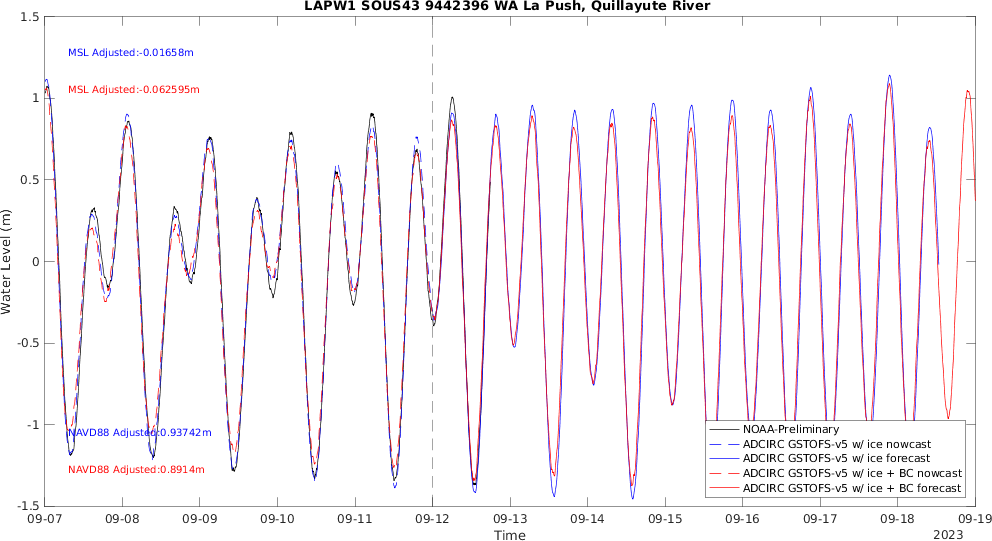 LAPW1 SOUS43 9442396 WA La Push, Quillayute River
1.5
1
0.5
0
-0.5
-1
-1.5
Water Level (m)
MSL Adjusted:-0.01658m
MSL Adjusted:-0.062595m
NAVD88 Adjusted:0.93742m
NAVD88 Adjusted:0.8914m
NOAA-Preliminary
ADCIRC GSTOFS-v5 w/ ice nowcast
ADCIRC GSTOFS-v5 w/ ice forecast
ADCIRC GSTOFS-v5 w/ ice + BC nowcast
ADCIRC GSTOFS-v5 w/ ice + BC forecast
09-07 09-08 09-09 09-10 09-11 09-12 09-13 09-14 09-15 09-16 09-17 09-18 09-19
Time
2023